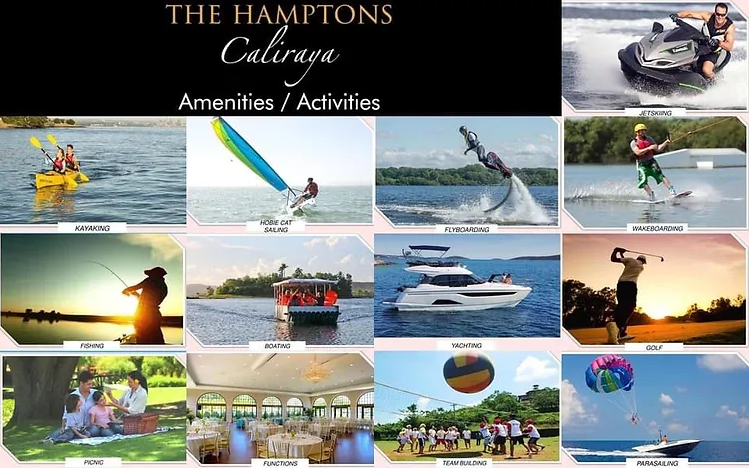 THE HAMPTONS
Caliraya
Amenities / Activities
JETSKIING
KAYAKING
HOBIE CAT
SAILING
FLYBOARDING
WAKEBOARDING
FISHING
BOATING
YACHTING
GOLF
PICNIC
FUNCTIONS
TEAM BUILDING
PARASAILING